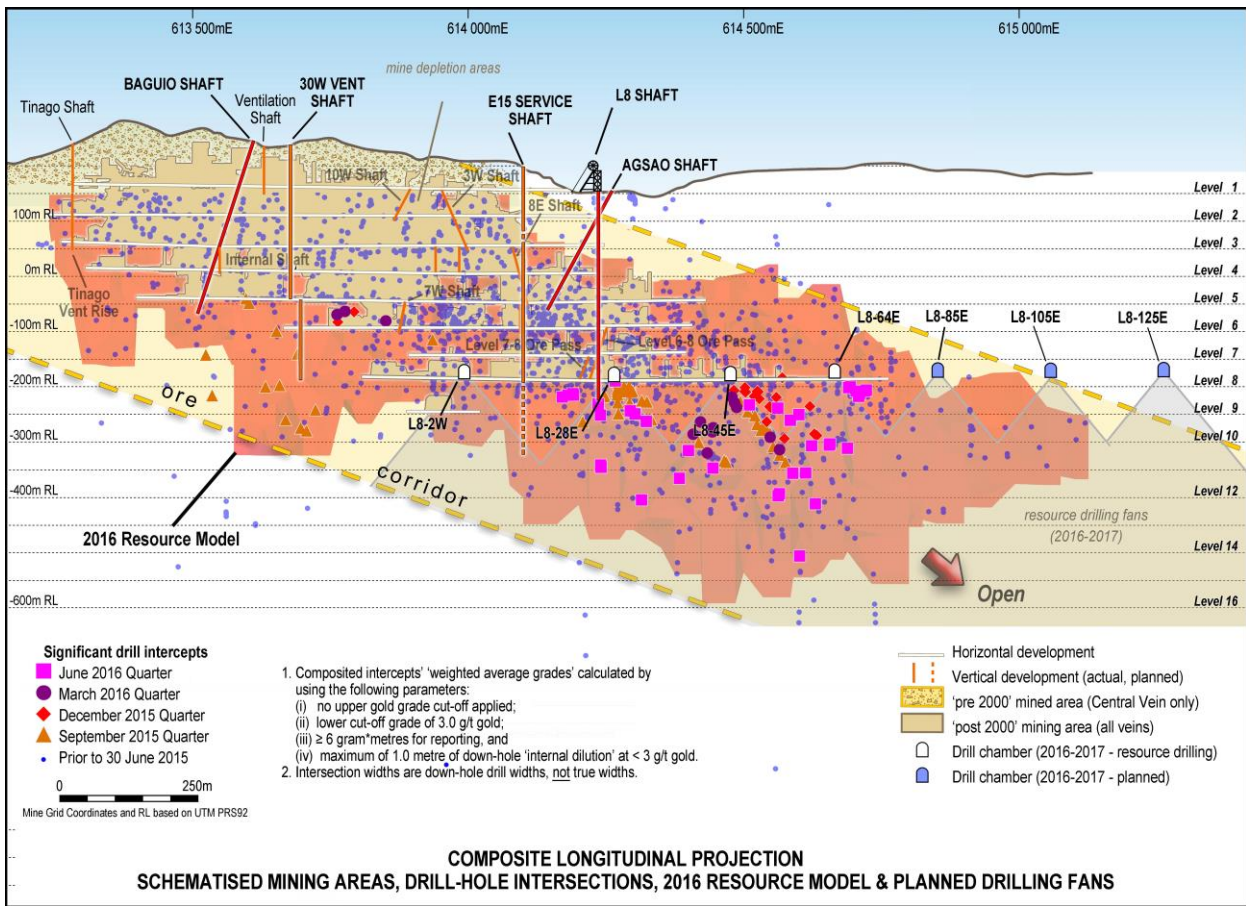 613 500mE
614 000 mE
614 500 mE
615 000 mE
mine depletion areas
BAGUIO SHAFT
30W VENT
SHAFT
Tinago Shaft
Ventilation
Shaft
E15 SERVICE
SHAFT
L8 SHAFT
AGSAO SHAFT
10W Shaft
3W Shaft
8E Shaft
Internal Shaft
Tinago
Vent Rise
7W Shaft
Level 7-8 Ore Pass
Level 6-8 Ore Pass
100m RL
0m RL
-100m RL
-200m RL
-300m RL
-400m RL
-600m RL
Level 1
Level 2
Level 3
Level 4
Level 5
Level 6
Level 7
Level 8
Level 9
Level 10
Level 12
Level 14
Level 16
L8-64E
L8-85E
L8-105E
L8-125E
L8-2W
L8-28E
L8-45E
ore
corridor
2016 Resource Model
resource drilling fans
(2016-2017)
Open
Significant drill intercepts
June 2016 Quarter
March 2016 Quarter
December 2015 Quarter
September 2015 Quarter
Prior to 30 June 2015
0 250m
Mine Grid Coordinates and RL based on UTM PRS92
1. Composited intercepts' 'weighted average grades' calculated by
using the following parameters:
(i) no upper gold grade cut-off applied;
(ii) lower cut-off grade of 3.0 g/t gold;
(iii) ≥ 6 gram*metres for reporting, and
(iv) maximum of 1.0 metre of down-hole 'internal dilution' at < 3 g/t gold.
2. Intersection widths are down-hole drill widths, not true widths.
Horizontal development
Vertical development (actual, planned)
'pre 2000' mined area (Central Vein only)
'post 2000' mining area (all veins)
Drill chamber (2016-2017 - resource drilling)
Drill chamber (2016-2017 - planned)
COMPOSITE LONGITUDINAL PROJECTION
SCHEMATISED MINING AREAS, DRILL-HOLE INTERSECTIONS, 2016 RESOURCE MODEL & PLANNED DRILLING FANS